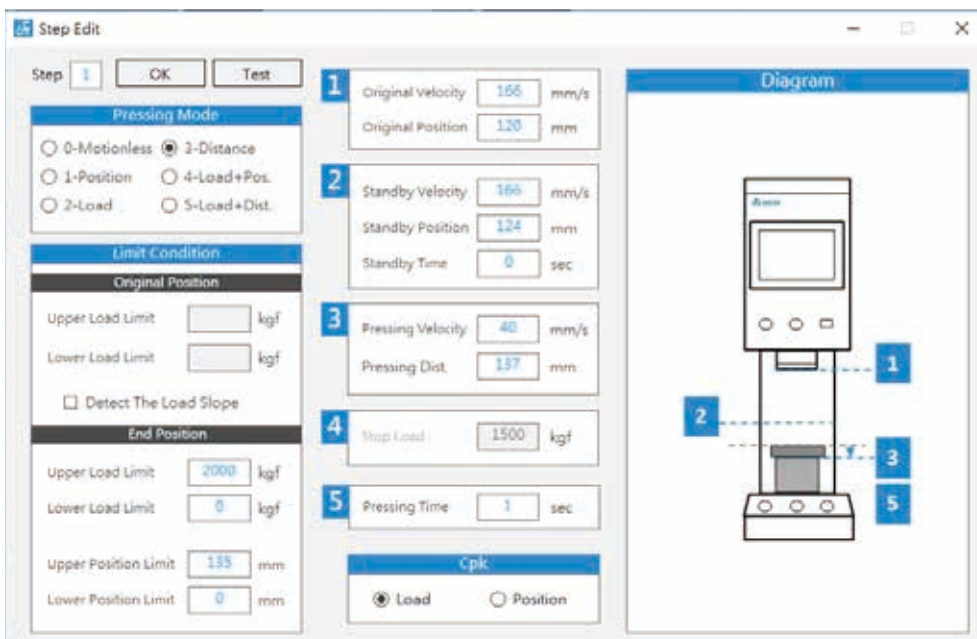 Step Edit
Step 1 OK Test
Pressing Mode
0-Motionless 3-Distance
1-Position 4-Load+Pos.
2-Load 5-Load+Dist.
Limit Condition
Original Position
Upper Load Limit kgf
Lower Load Limit kgf
Detect The Load Slope
End Position
Upper Load Limit 2000 kgf
Lower Load Limit 0 kgf
Upper Position Limit 135 mm
Lower Position Limit 0 mm
1
Original Velocity 166 mm/s
Original Position 120 mm
2
Standby Velocity 166 mm/s
Standby Position 124 mm
Standby Time 0 sec
3
Pressing Velocity 40 mm/s
Pressing Dist. 137 mm
4
Stop Load 1500 kgf
5
Pressing Time 1 sec
Cpk
Load Position
Diagram
1
2
3
5